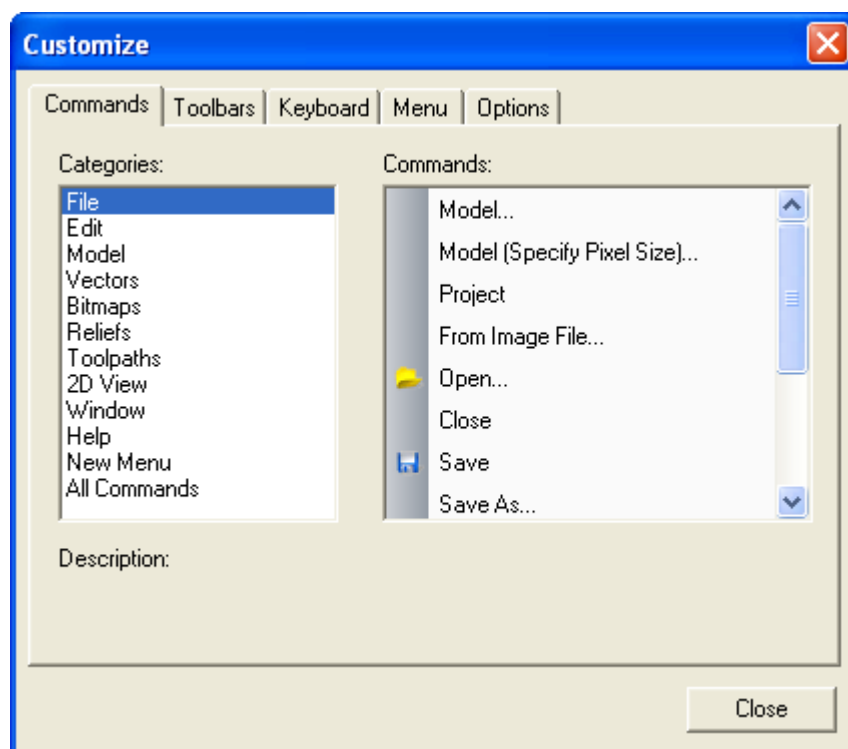 Customize
Commands
Toolbars
Keyboard
Menu
Options
Categories:
File
Edit
Model
Vectors
Bitmaps
Reliefs
Toolpaths
2D View
Window
Help
New Menu
All Commands
Commands:
Model...
Model (Specify Pixel Size)...
Project
From Image File...
Open...
Close
Save
Save As...
Description:
Close